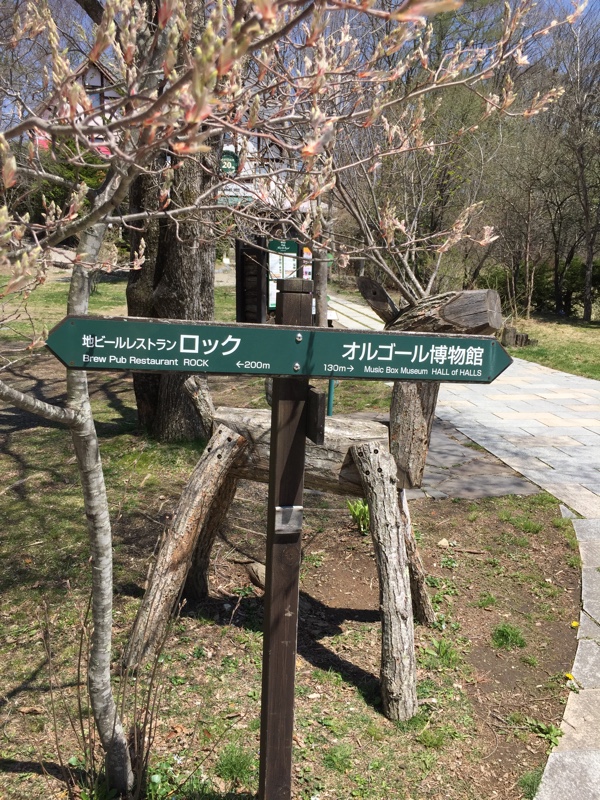 20
地ビールレストラン ロック
Brew Pub Restaurant ROCK ←200m
オルゴール博物館
130m→ Music Box Museum HALL of HALLS